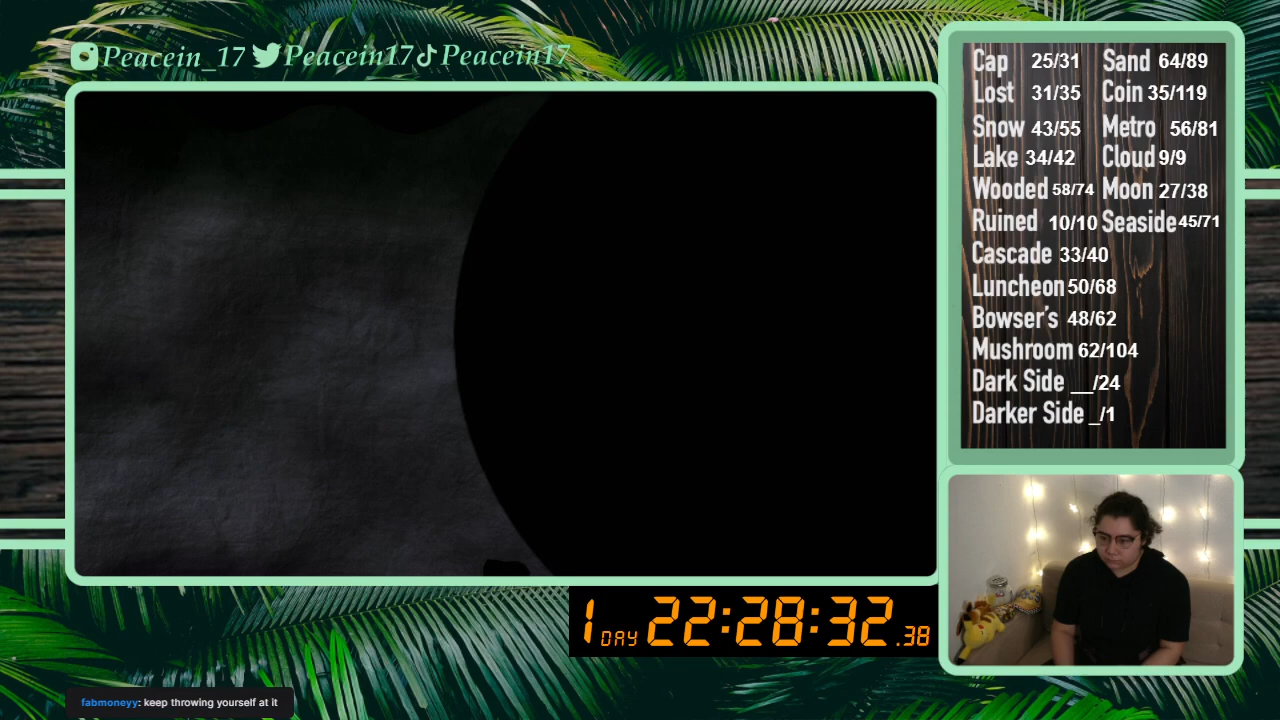 Peacein_17 Peacein17 Peacein17
Cap 25/31 Sand 64/89
Lost 31/35 Coin 35/119
Snow 43/55 Metro 56/81
Lake 34/42 Cloud 9/9
Wooded 58/74 Moon 27/38
Ruined 10/10 Seaside 45/71
Cascade 33/40
Luncheon 50/68
Bowser's 48/62
Mushroom 62/104
Dark Side __/24
Darker Side _/1
1 DAY 22:28:32.38
fabmoneyy: keep throwing yourself at it